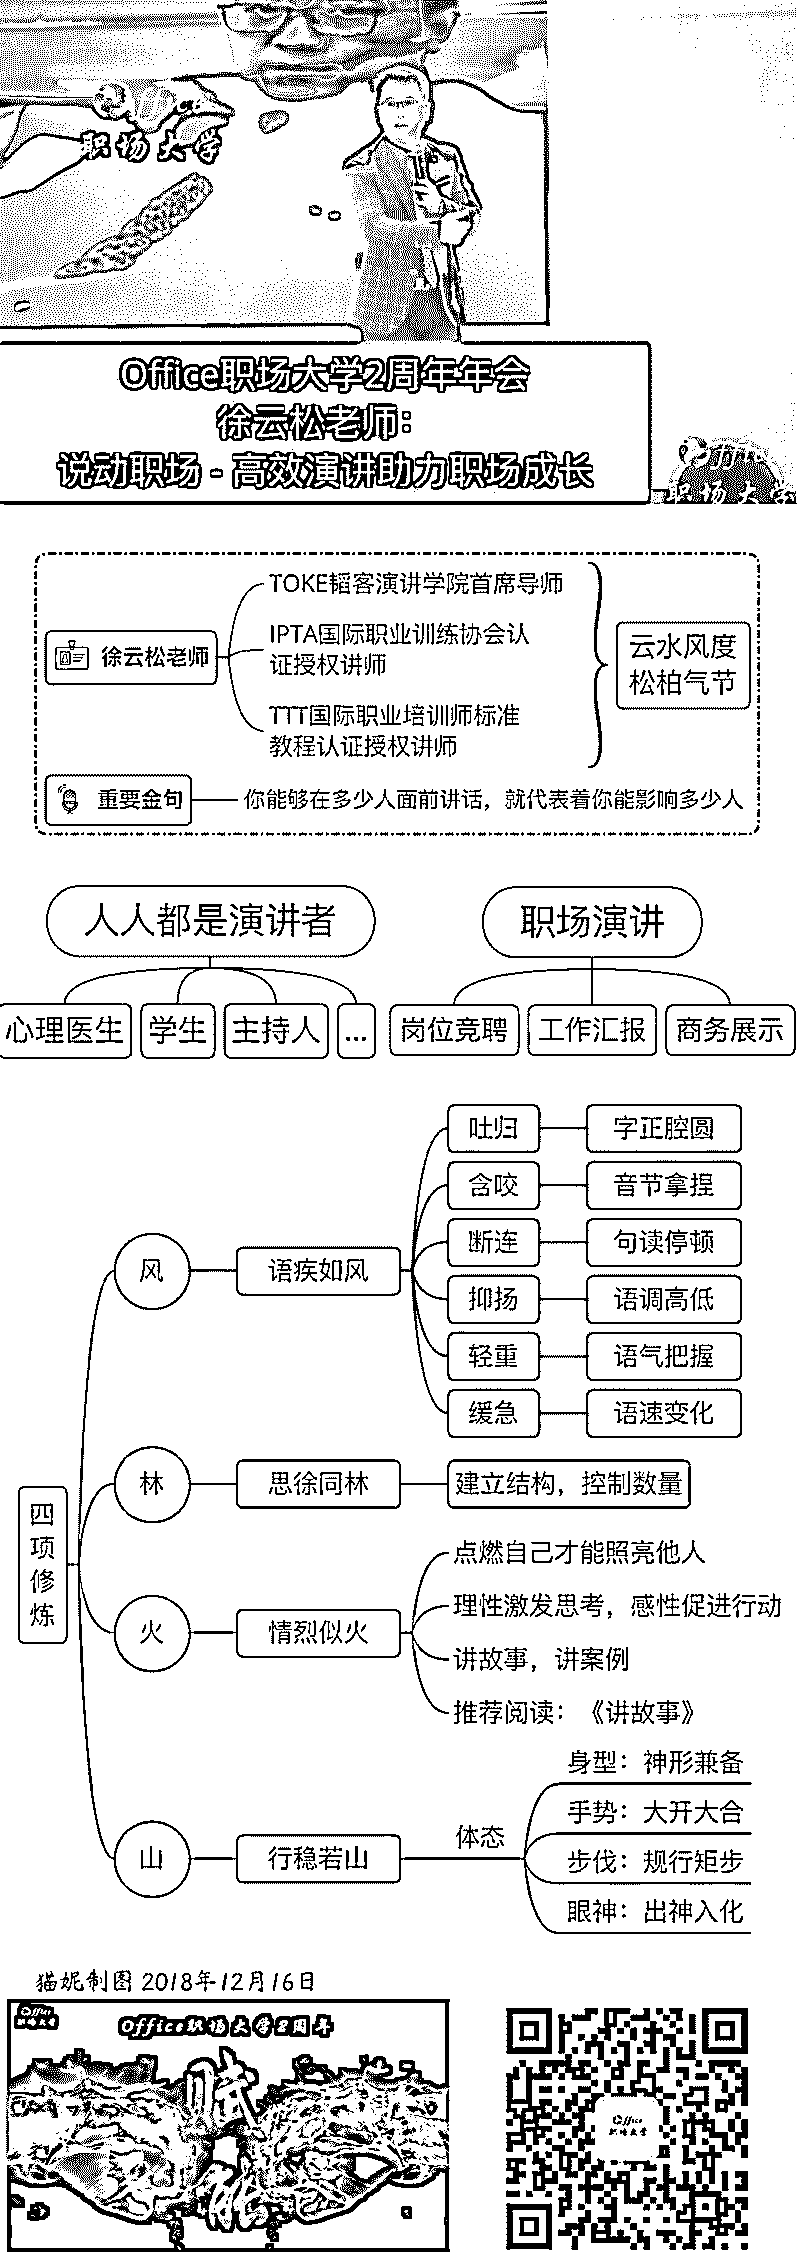 职场大学
Office职场大学2周年年会
徐云松老师：
说动职场 - 高效演讲助力职场成长
Office
职场大学
徐云松老师
TOKE韬客演讲学院首席导师
IPTA国际职业训练协会认
证授权讲师
TTT国际职业培训师标准
教程认证授权讲师
云水风度
松柏气节
重要金句
你能够在多少人面前讲话，就代表着你能影响多少人
人人都是演讲者
心理医生
学生
主持人
...
职场演讲
岗位竞聘
工作汇报
商务展示
四项修炼
风
语疾如风
吐归
字正腔圆
含咬
音节拿捏
断连
句读停顿
抑扬
语调高低
轻重
语气把握
缓急
语速变化
林
思徐同林
建立结构，控制数量
火
情烈似火
点燃自己才能照亮他人
理性激发思考，感性促进行动
讲故事，讲案例
推荐阅读：《讲故事》
山
行稳若山
体态
身型：神形兼备
手势：大开大合
步伐：规行矩步
眼神：出神入化
猫妮制图 2018年12月16日
Office
职场大学
Office职场大学2周年
赋
能
Office
职场大学